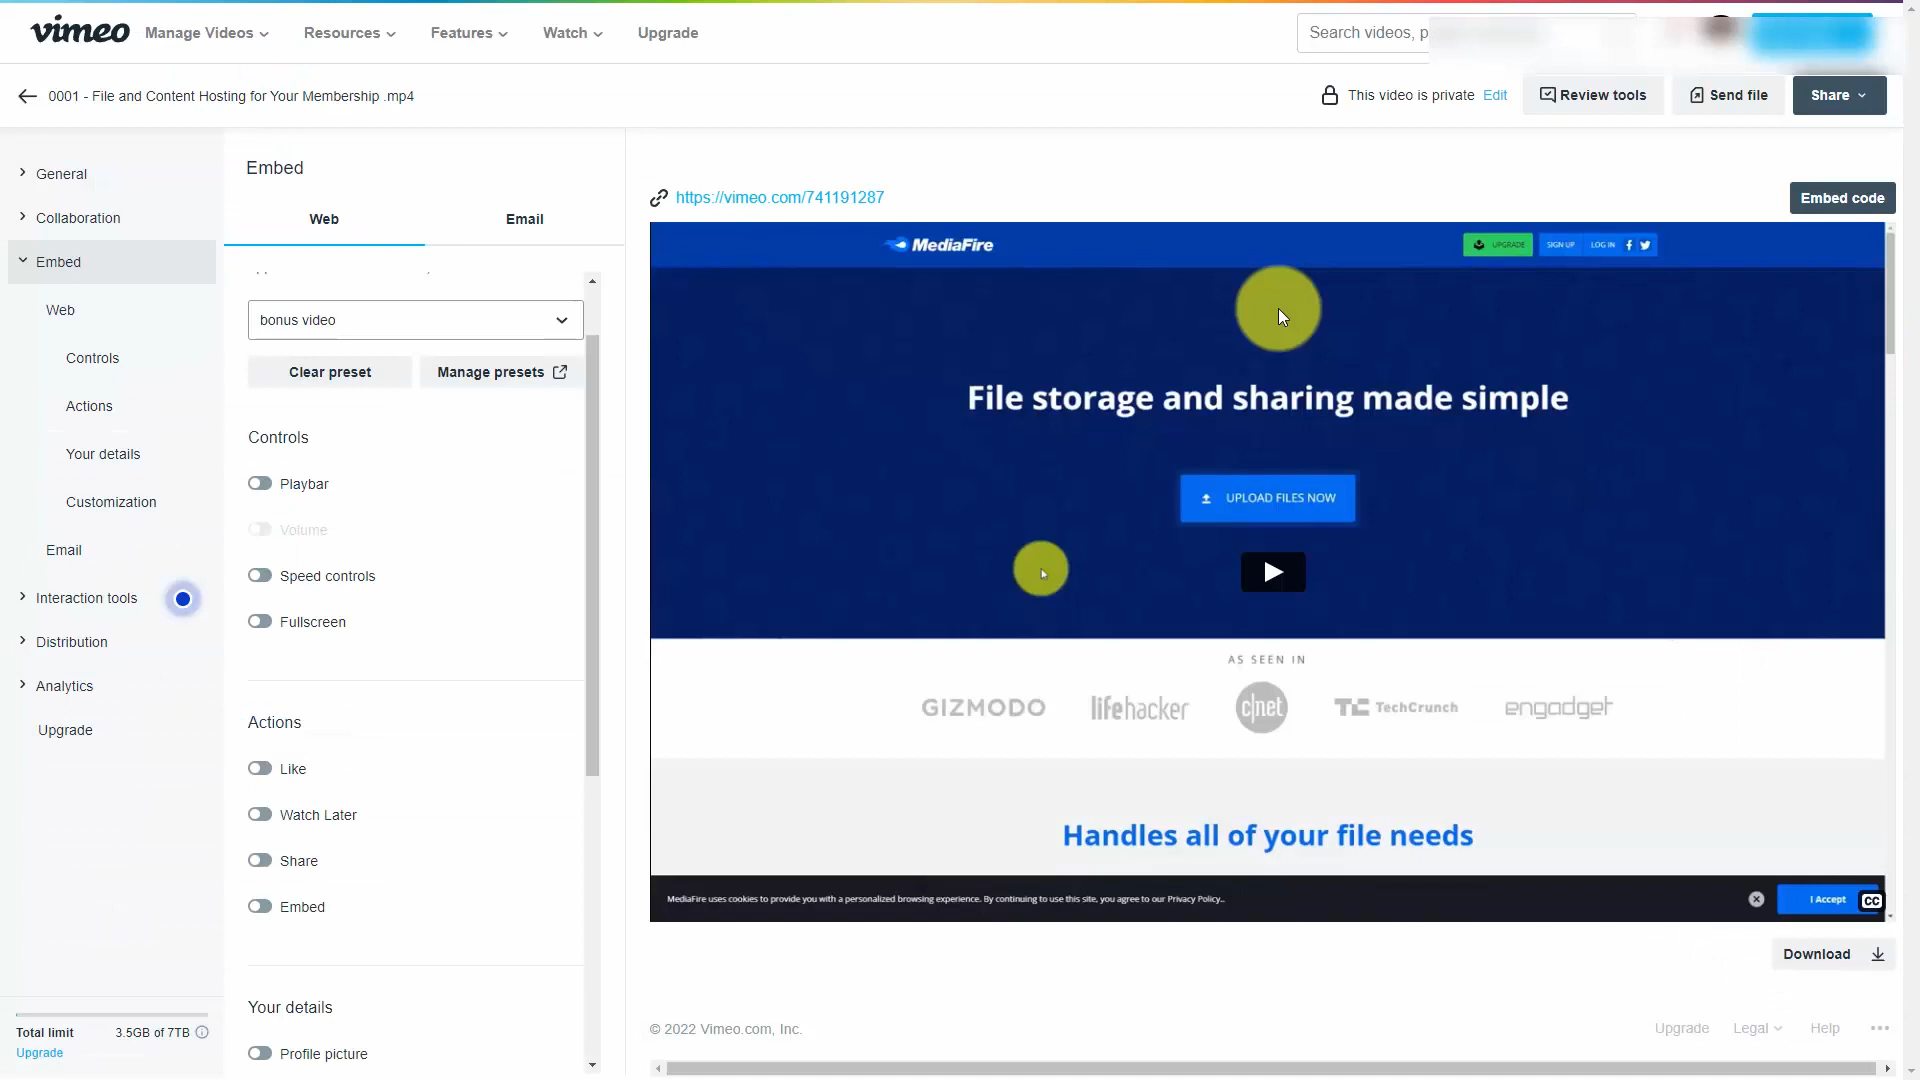 vimeo
Manage Videos
Resources
Features
Watch
Upgrade
Search videos, p
0001 - File and Content Hosting for Your Membership .mp4
This video is private Edit
Review tools
Send file
Share
General
Collaboration
Embed
Web
Controls
Actions
Your details
Customization
Email
Interaction tools
Distribution
Analytics
Upgrade
Total limit 3.5GB of 7TB
Upgrade
Embed
Web
Email
bonus video
Clear preset
Manage presets
Controls
Playbar
Volume
Speed controls
Fullscreen
Actions
Like
Watch Later
Share
Embed
Your details
Profile picture
https://vimeo.com/741191287
Embed code
MediaFire
UPGRADE
SIGN UP
LOG IN
File storage and sharing made simple
UPLOAD FILES NOW
AS SEEN IN
GIZMODO
lifehacker
c|net
TC TechCrunch
engadget
Handles all of your file needs
MediaFire uses cookies to provide you with a personalized browsing experience. By continuing to use this site, you agree to our Privacy Policy..
I Accept
CC
Download
© 2022 Vimeo.com, Inc.
Upgrade
Legal
Help